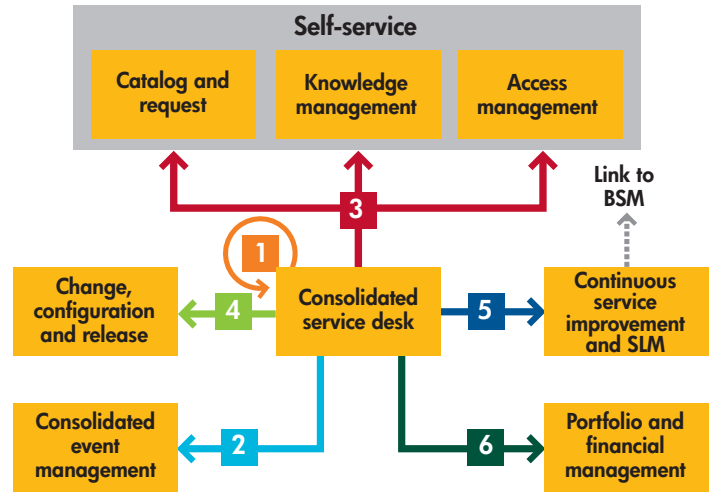 Self-service
Catalog and
request
Knowledge
management
Access
management
3
Link to
BSM
1
Change,
configuration
and release
4
Consolidated
service desk
5
Continuous
service
improvement
and SLM
Consolidated
event
management
2
6
Portfolio and
financial
management